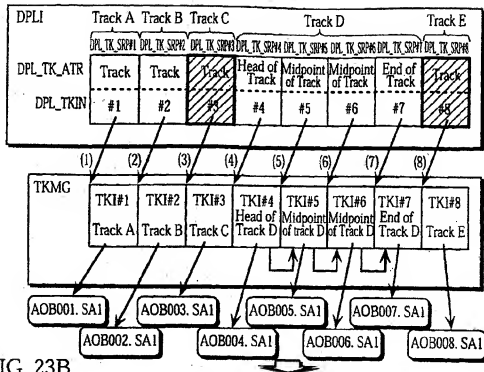 DPLI
Track A Track B Track C Track D Track E
DPL_TK_SRP#1 DPL_TK_SRP#2 DPL_TK_SRP#3 DPL_TK_SRP#4 DPL_TK_SRP#5 DPL_TK_SRP#6 DPL_TK_SRP#7 DPL_TK_SRP#8
DPL_TK_ATR Track Track Track Head of Track Midpoint of Track Midpoint of Track End of Track Track
DPL_TKIN #1 #2 #3 #4 #5 #6 #7 #8
(1) (2) (3) (4) (5) (6) (7) (8)
TKMG
TKI#1 TKI#2 TKI#3 TKI#4 TKI#5 TKI#6 TKI#7 TKI#8
Track A Track B Track C Head of Track D Midpoint of track D Midpoint of Track D End of Track D Track E
AOB001. SA1 AOB003. SA1 AOB005. SA1 AOB007. SA1
AOB002. SA1 AOB004. SA1 AOB006. SA1 AOB008. SA1
FIG. 23B